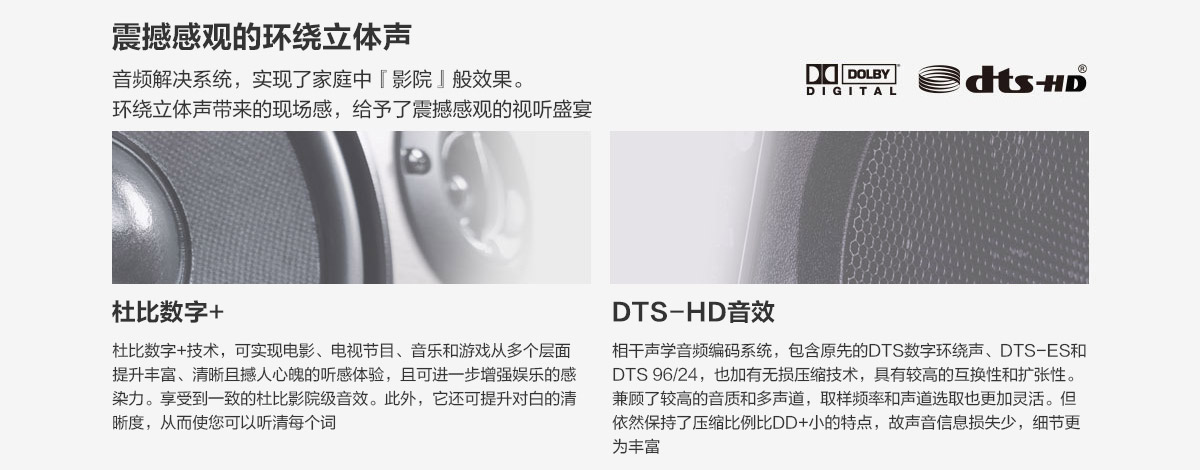 震撼感观的环绕立体声
音频解决系统，实现了家庭中『影院』般效果。
环绕立体声带来的现场感，给予了震撼感观的视听盛宴
DOLBY
DIGITAL
dts-HD®
杜比数字+
杜比数字+技术，可实现电影、电视节目、音乐和游戏从多个层面
提升丰富、清晰且撼人心魄的听感体验，且可进一步增强娱乐的感
染力。享受到一致的杜比影院级音效。此外，它还可提升对白的清
晰度，从而使您可以听清每个词
DTS-HD音效
相干声学音频编码系统，包含原先的DTS数字环绕声、DTS-ES和
DTS 96/24，也加有无损压缩技术，具有较高的互换性和扩张性。
兼顾了较高的音质和多声道，取样频率和声道选取也更加灵活。但
依然保持了压缩比例比DD+小的特点，故声音信息损失少，细节更
为丰富